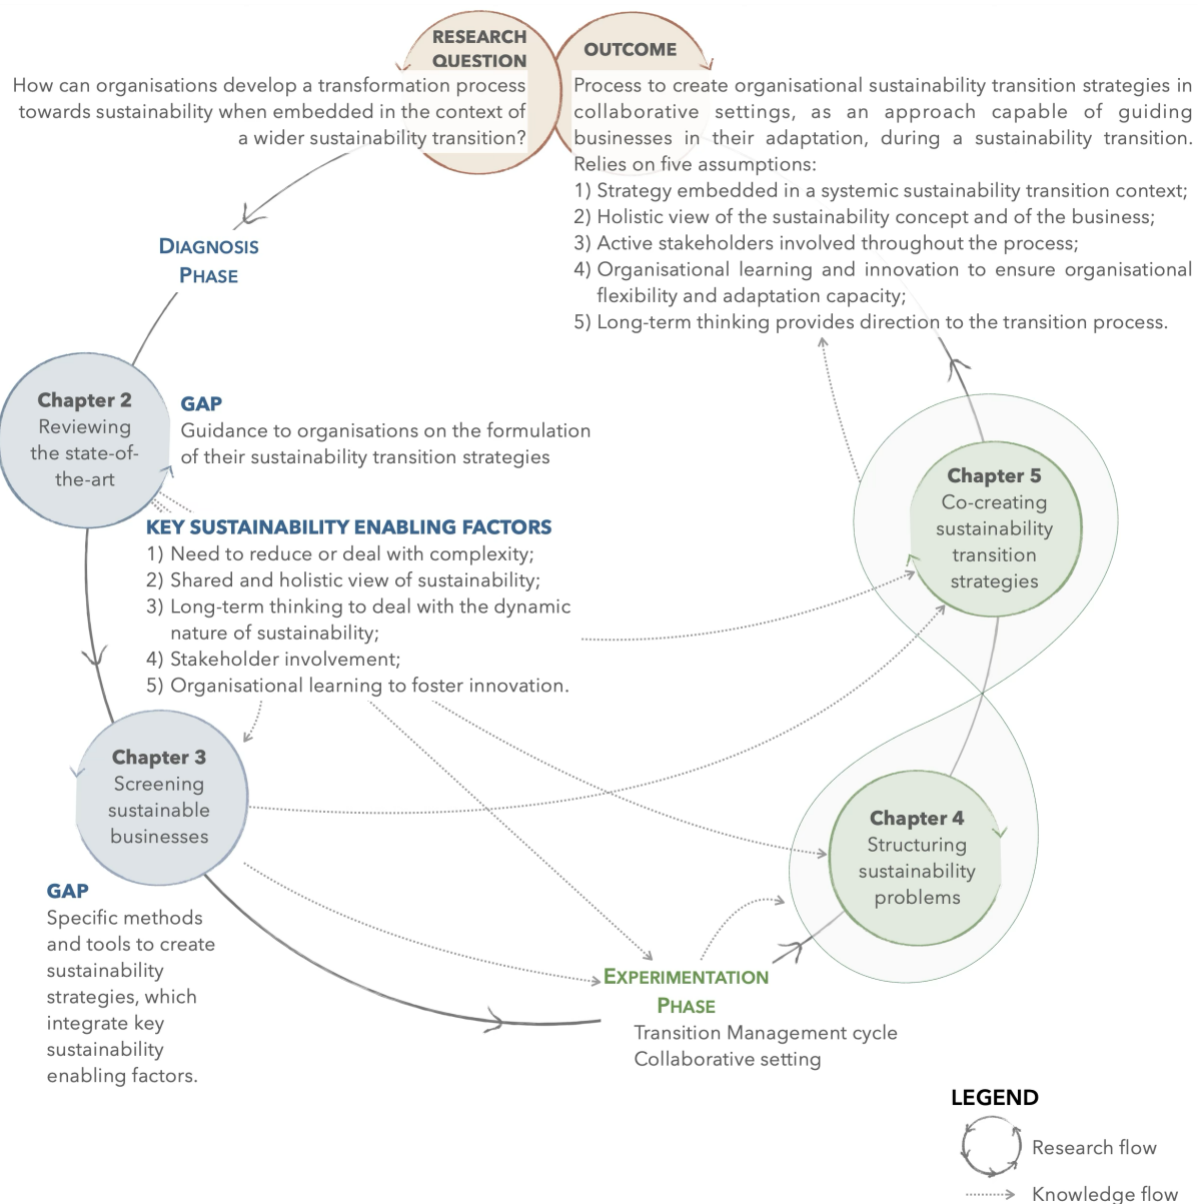 RESEARCH
QUESTION
How can organisations develop a transformation process
towards sustainability when embedded in the context of
a wider sustainability transition?
OUTCOME
Process to create organisational sustainability transition strategies in
collaborative settings, as an approach capable of guiding
businesses in their adaptation, during a sustainability transition.
Relies on five assumptions:
1) Strategy embedded in a systemic sustainability transition context;
2) Holistic view of the sustainability concept and of the business;
3) Active stakeholders involved throughout the process;
4) Organisational learning and innovation to ensure organisational
flexibility and adaptation capacity;
5) Long-term thinking provides direction to the transition process.
DIAGNOSIS
PHASE
Chapter 2
Reviewing
the state-of-
the-art
GAP
Guidance to organisations on the formulation
of their sustainability transition strategies
KEY SUSTAINABILITY ENABLING FACTORS
1) Need to reduce or deal with complexity;
2) Shared and holistic view of sustainability;
3) Long-term thinking to deal with the dynamic
nature of sustainability;
4) Stakeholder involvement;
5) Organisational learning to foster innovation.
Chapter 3
Screening
sustainable
businesses
GAP
Specific methods
and tools to create
sustainability
strategies, which
integrate key
sustainability
enabling factors.
EXPERIMENTATION
PHASE
Transition Management cycle
Collaborative setting
Chapter 4
Structuring
sustainability
problems
Chapter 5
Co-creating
sustainability
transition
strategies
LEGEND
Research flow
Knowledge flow